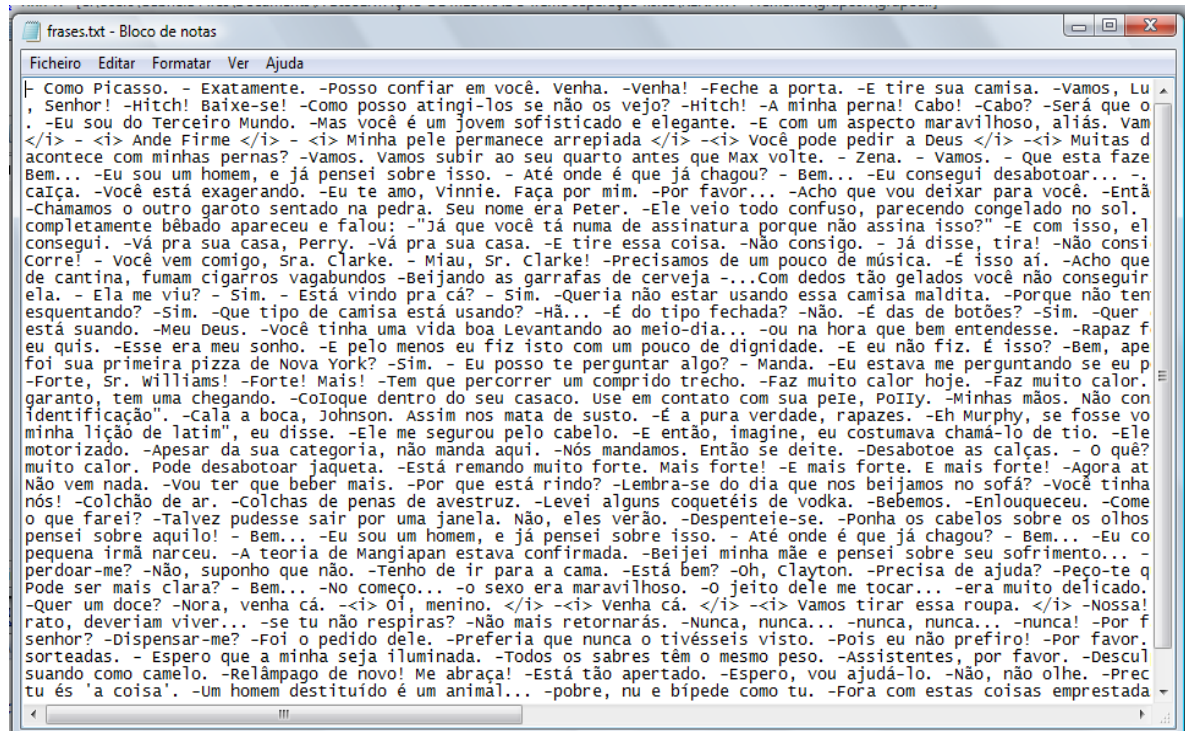 frases.txt - Bloco de notas
Ficheiro Editar Formatar Ver Ajuda
- Como Picasso. - Exatamente. -Posso confiar em você. Venha. -Venha! -Feche a porta. -E tire sua camisa. -Vamos, Lu
, Senhor! -Hitch! Baixe-se! -Como posso atingi-los se não os vejo? -Hitch! -A minha perna! Cabo! -Cabo? -Será que o
. -Eu sou do Terceiro Mundo. -Mas você é um jovem sofisticado e elegante. -E com um aspecto maravilhoso, aliás. Vam
</i> - <i> Ande Firme </i> - <i> Minha pele permanece arrepiada </i> -<i> Você pode pedir a Deus </i> -<i> Muitas d
acontece com minhas pernas? -Vamos. Vamos subir ao seu quarto antes que Max volte. - Zena. - Vamos. - Que esta faze
Bem... -Eu sou um homem, e já pensei sobre isso. - Até onde é que já chagou? - Bem... -Eu consegui desabotoar... -.
caIça. -Você está exagerando. -Eu te amo, Vinnie. Faça por mim. -Por favor... -Acho que vou deixar para você. -Entã
-Chamamos o outro garoto sentado na pedra. Seu nome era Peter. -Ele veio todo confuso, parecendo congelado no sol.
completamente bêbado apareceu e falou: -"Já que você tá numa de assinatura porque não assina isso?" -E com isso, el
consegui. -Vá pra sua casa, Perry. -Vá pra sua casa. -E tire essa coisa. -Não consigo. - Já disse, tira! -Não consi
Corre! - Você vem comigo, Sra. Clarke. - Miau, Sr. Clarke! -Precisamos de um pouco de música. -É isso aí. -Acho que
de cantina, fumam cigarros vagabundos -Beijando as garrafas de cerveja -...Com dedos tão gelados você não conseguir
ela. - Ela me viu? - Sim. - Está vindo pra cá? - Sim. -Queria não estar usando essa camisa maldita. -Porque não ten
esquentando? -Sim. -Que tipo de camisa está usando? -Hã... -É do tipo fechada? -Não. -É das de botões? -Sim. -Quer
está suando. -Meu Deus. -Você tinha uma vida boa Levantando ao meio-dia... -ou na hora que bem entendesse. -Rapaz f
eu quis. -Esse era meu sonho. -E pelo menos eu fiz isto com um pouco de dignidade. -E eu não fiz. É isso? -Bem, ape
foi sua primeira pizza de Nova York? -Sim. - Eu posso te perguntar algo? - Manda. -Eu estava me perguntando se eu p
-Forte, Sr. Williams! -Forte! Mais! -Tem que percorrer um comprido trecho. -Faz muito calor hoje. -Faz muito calor.
garanto, tem uma chegando. -CoIoque dentro do seu casaco. Use em contato com sua peIe, PoIIy. -Minhas mãos. Não con
identificação". -Cala a boca, Johnson. Assim nos mata de susto. -É a pura verdade, rapazes. -Eh Murphy, se fosse vo
minha lição de latim", eu disse. -Ele me segurou pelo cabelo. -E então, imagine, eu costumava chamá-lo de tio. -Ele
motorizado. -Apesar da sua categoria, não manda aqui. -Nós mandamos. Então se deite. -Desabotoe as calças. - O quê?
muito calor. Pode desabotoar jaqueta. -Está remando muito forte. Mais forte! -E mais forte. E mais forte! -Agora at
Não vem nada. -Vou ter que beber mais. -Por que está rindo? -Lembra-se do dia que nos beijamos no sofá? -Você tinha
nós! -Colchão de ar. -Colchas de penas de avestruz. -Levei alguns coquetéis de vodka. -Bebemos. -Enlouqueceu. -Come
o que farei? -Talvez pudesse sair por uma janela. Não, eles verão. -Despenteie-se. -Ponha os cabelos sobre os olhos
pensei sobre aquilo! - Bem... -Eu sou um homem, e já pensei sobre isso. - Até onde é que já chagou? - Bem... -Eu co
pequena irmã narceu. -A teoria de Mangiapan estava confirmada. -Beijei minha mãe e pensei sobre seu sofrimento... -
perdoar-me? -Não, suponho que não. -Tenho de ir para a cama. -Está bem? -Oh, Clayton. -Precisa de ajuda? -Peço-te q
Pode ser mais clara? - Bem... -No começo... -o sexo era maravilhoso. -O jeito dele me tocar... -era muito delicado.
-Quer um doce? -Nora, venha cá. -<i> Oi, menino. </i> -<i> Venha cá. </i> -<i> Vamos tirar essa roupa. </i> -Nossa!
rato, deveriam viver... -se tu não respiras? -Não mais retornarás. -Nunca, nunca... -nunca, nunca... -nunca! -Por f
senhor? -Dispensar-me? -Foi o pedido dele. -Preferia que nunca o tivésseis visto. -Pois eu não prefiro! -Por favor.
sorteadas. - Espero que a minha seja iluminada. -Todos os sabres têm o mesmo peso. -Assistentes, por favor. -Descul
suando como camelo. -Relâmpago de novo! Me abraça! -Está tão apertado. -Espero, vou ajudá-lo. -Não, não olhe. -Prec
tu és 'a coisa'. -Um homem destituído é um animal... -pobre, nu e bípede como tu. -Fora com estas coisas emprestada